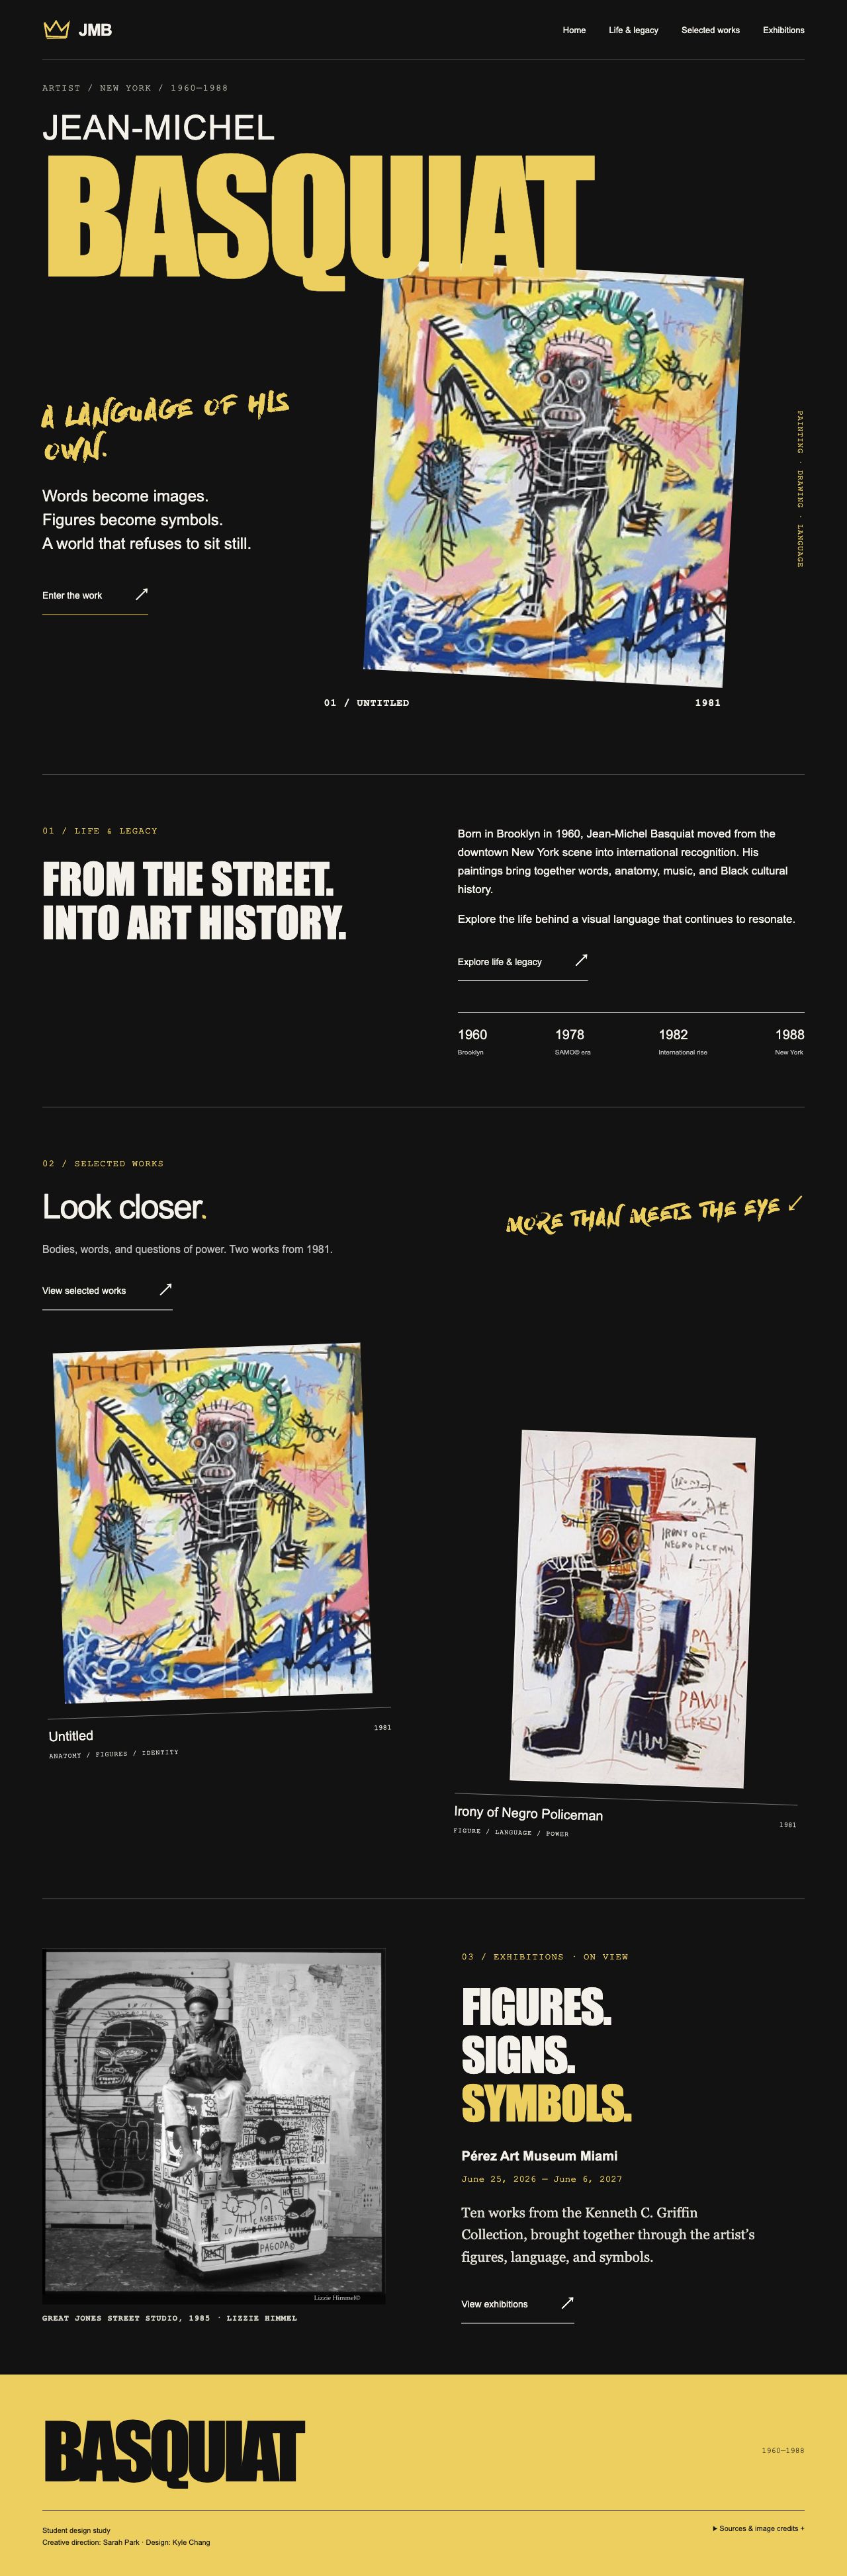 JMB
Home
Life & legacy
Selected works
Exhibitions
ARTIST / NEW YORK / 1960—1988
JEAN-MICHEL
BASQUIAT
A LANGUAGE OF HIS
OWN.
Words become images.
Figures become symbols.
A world that refuses to sit still.
Enter the work
PAINTING · DRAWING · LANGUAGE
01 / UNTITLED
1981
01 / LIFE & LEGACY
FROM THE STREET.
INTO ART HISTORY.
Born in Brooklyn in 1960, Jean-Michel Basquiat moved from the
downtown New York scene into international recognition. His
paintings bring together words, anatomy, music, and Black cultural
history.
Explore the life behind a visual language that continues to resonate.
Explore life & legacy
1960
Brooklyn
1978
SAMO© era
1982
International rise
1988
New York
02 / SELECTED WORKS
Look closer.
MORE THAN MEETS THE EYE ↙
Bodies, words, and questions of power. Two works from 1981.
View selected works
IRONY OF
NEGRO PLCEMN
PAWN
Untitled
1981
ANATOMY / FIGURES / IDENTITY
Irony of Negro Policeman
1981
FIGURE / LANGUAGE / POWER
HOTEL
ASBESTOS
PAGODA
Lizzie Himmel©
GREAT JONES STREET STUDIO, 1985 · LIZZIE HIMMEL
03 / EXHIBITIONS · ON VIEW
FIGURES.
SIGNS.
SYMBOLS.
Pérez Art Museum Miami
June 25, 2026 — June 6, 2027
Ten works from the Kenneth C. Griffin
Collection, brought together through the artist's
figures, language, and symbols.
View exhibitions
BASQUIAT
1960—1988
Student design study
Creative direction: Sarah Park · Design: Kyle Chang
Sources & image credits +